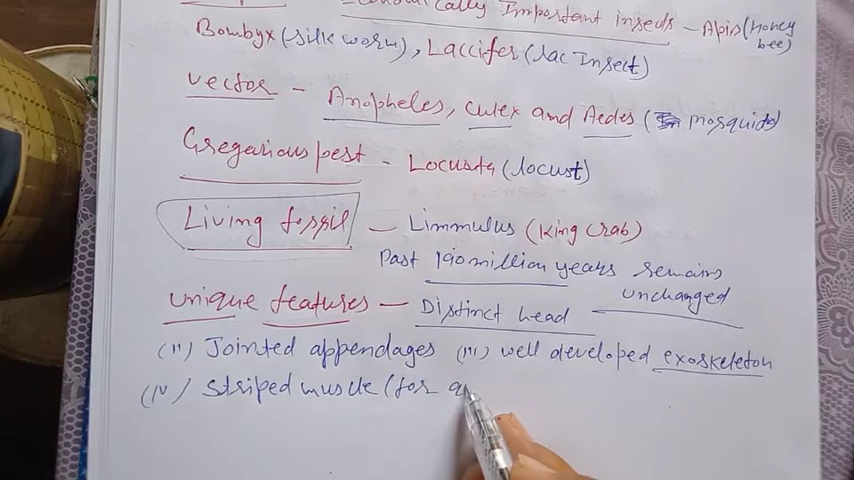 Economically Important insects - Apis (Honey bee)
Bombyx (silk worm), Laccifer (Lac Insect)
vector - Anopheles, culex and Aedes ( mosquito)
Gregarious pest - Locusta (locust)
Living fossil - Limmulus (King Crab)
Past 190 million years remains unchanged
unique features - Distinct head
(ii) Jointed appendages (iii) well developed exoskeleton
(iv) striped muscle (for